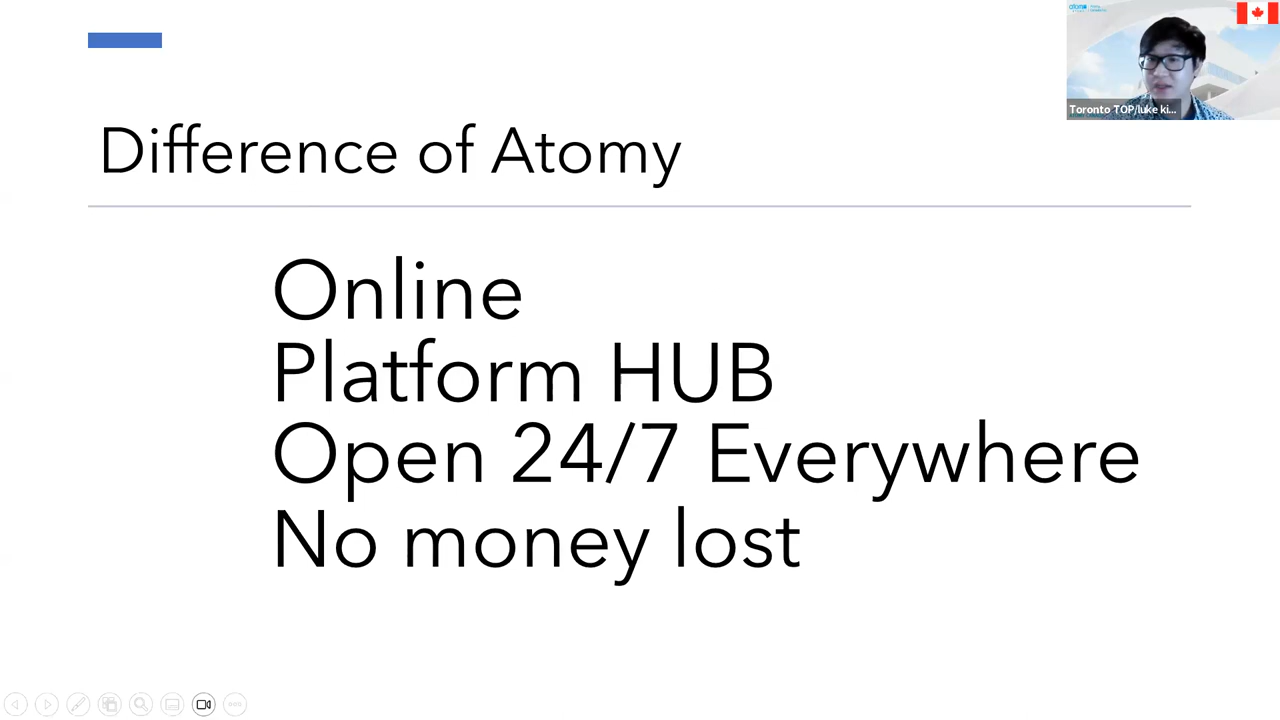 Difference of Atomy
Online
Platform HUB
Open 24/7 Everywhere
No money lost
Toronto TOP/luke ki...